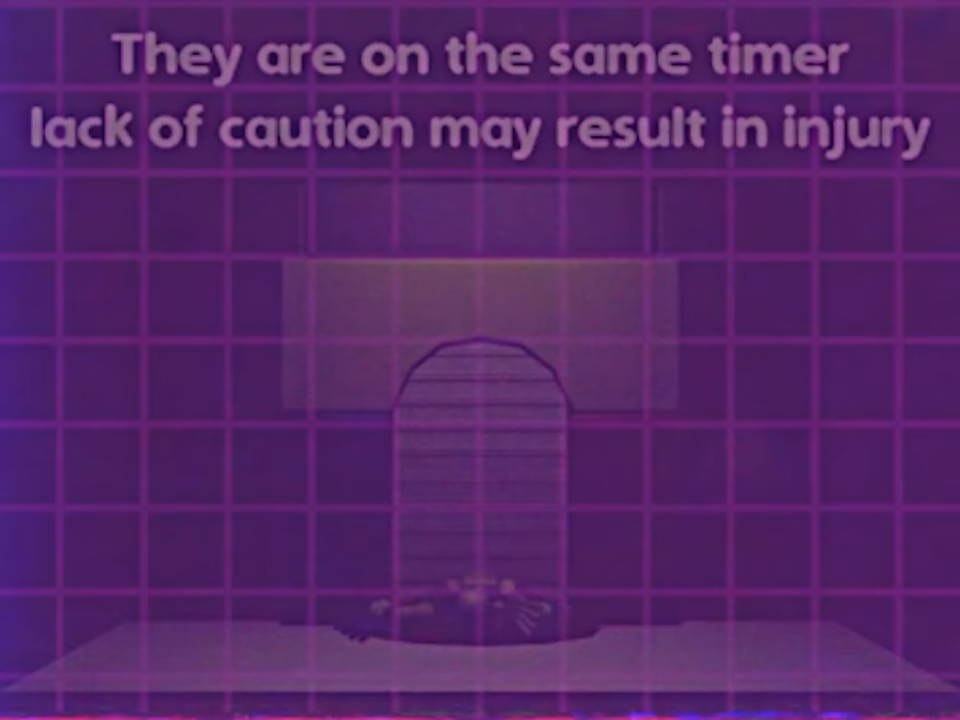 They are on the same timer
lack of caution may result in injury